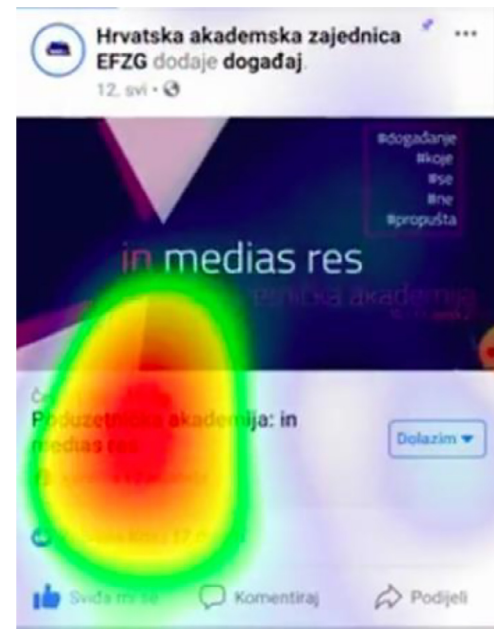 Hrvatska akademska zajednica
EFZG dodaje događaj.
12. svi
#događanje
#koje
#se
#ne
#propušta
in medias res
akademija
Poduzetnička akademija: in
medias res
Dolazim
Sviđa mi se
Komentiraj
Podijeli